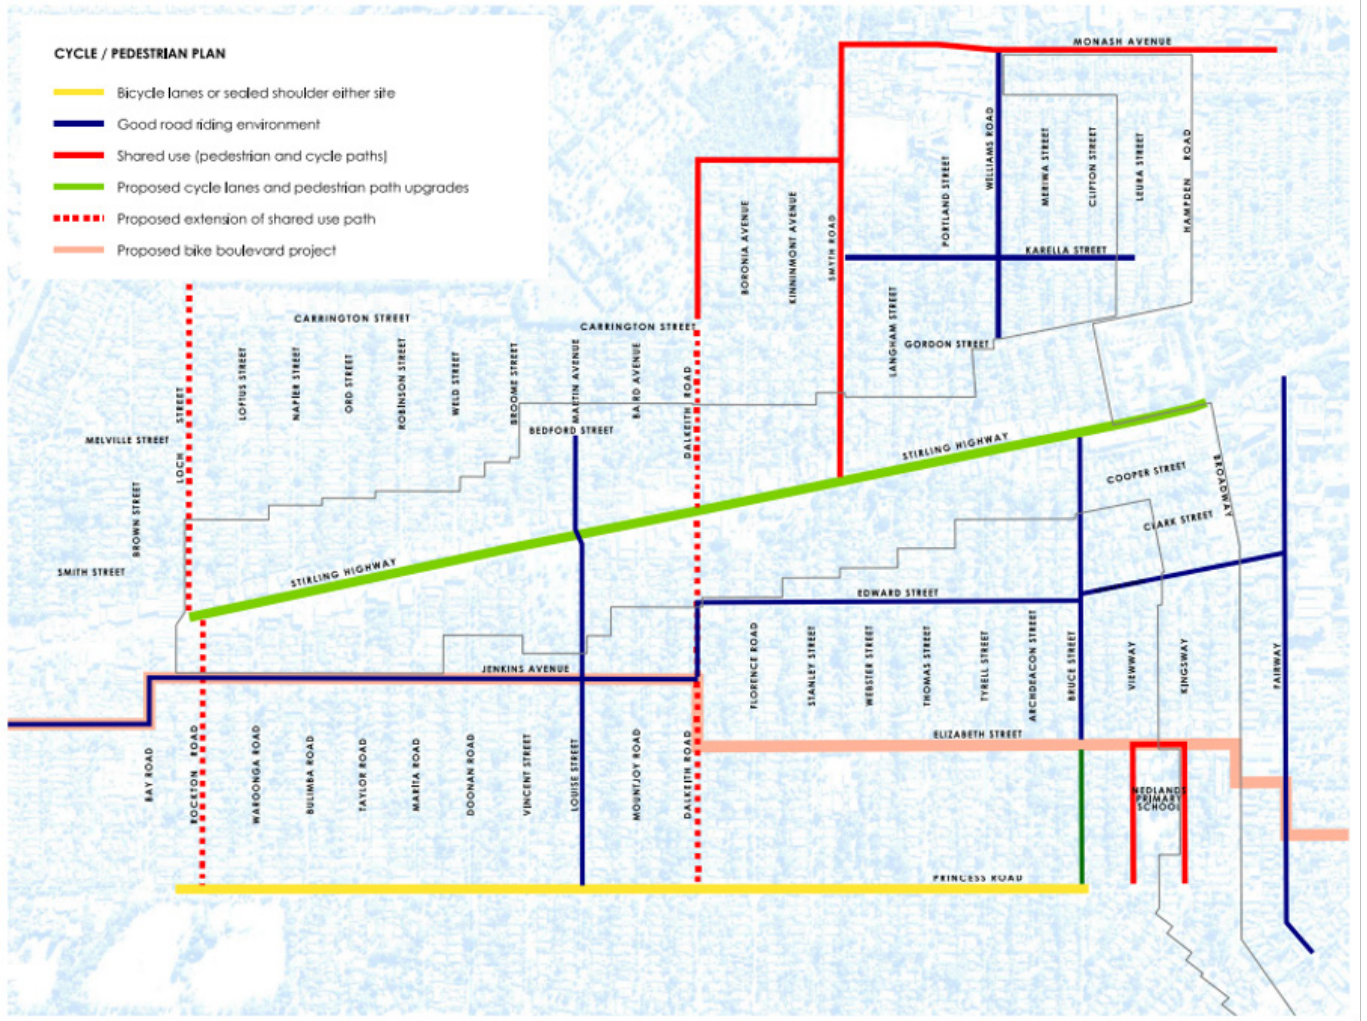 CYCLE / PEDESTRIAN PLAN
Bicycle lanes or sealed shoulder either site
Good road riding environment
Shared use (pedestrian and cycle paths)
Proposed cycle lanes and pedestrian path upgrades
Proposed extension of shared use path
Proposed bike boulevard project
MONASH AVENUE
WILLIAMS ROAD
MERIWA STREET
CLIFTON STREET
LEURA STREET
HAMPDEN ROAD
PORTLAND STREET
BORONIA AVENUE
KINNINMONT AVENUE
SMYTH ROAD
KARELLA STREET
LANGHAM STREET
GORDON STREET
CARRINGTON STREET
CARRINGTON STREET
LOFTUS STREET
NAPIER STREET
ORD STREET
ROBINSON STREET
WELD STREET
BROOME STREET
MARTIN AVENUE
BAIRD AVENUE
DALKEITH ROAD
LOCH STREET
MELVILLE STREET
BEDFORD STREET
STIRLING HIGHWAY
COOPER STREET
BROADWAY
CLARK STREET
BROWN STREET
SMITH STREET
STIRLING HIGHWAY
EDWARD STREET
JENKINS AVENUE
FLORENCE ROAD
STANLEY STREET
WEBSTER STREET
THOMAS STREET
TYRELL STREET
ARCHDEACON STREET
BRUCE STREET
VIEWWAY
KINGSWAY
FAIRWAY
ELIZABETH STREET
BAY ROAD
ROCKTON ROAD
WAROONGA ROAD
BULIMBA ROAD
TAYLOR ROAD
MARITA ROAD
DOONAN ROAD
VINCENT STREET
LOUISE STREET
MOUNTJOY ROAD
DALKEITH ROAD
NEDLANDS
PRIMARY
SCHOOL
PRINCESS ROAD